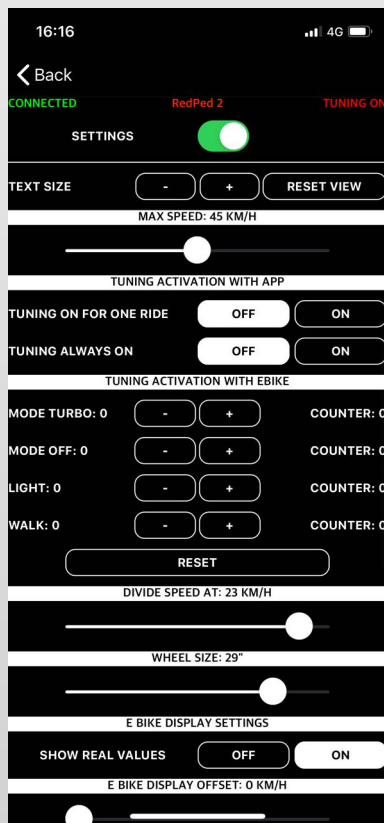 16:16 4G
Back
CONNECTED RedPed 2 TUNING ON
SETTINGS
TEXT SIZE - + RESET VIEW
MAX SPEED: 45 KM/H
TUNING ACTIVATION WITH APP
TUNING ON FOR ONE RIDE OFF ON
TUNING ALWAYS ON OFF ON
TUNING ACTIVATION WITH EBIKE
MODE TURBO: 0 - + COUNTER: 0
MODE OFF: 0 - + COUNTER: 0
LIGHT: 0 - + COUNTER: 0
WALK: 0 - + COUNTER: 0
RESET
DIVIDE SPEED AT: 23 KM/H
WHEEL SIZE: 29"
E BIKE DISPLAY SETTINGS
SHOW REAL VALUES OFF ON
E BIKE DISPLAY OFFSET: 0 KM/H